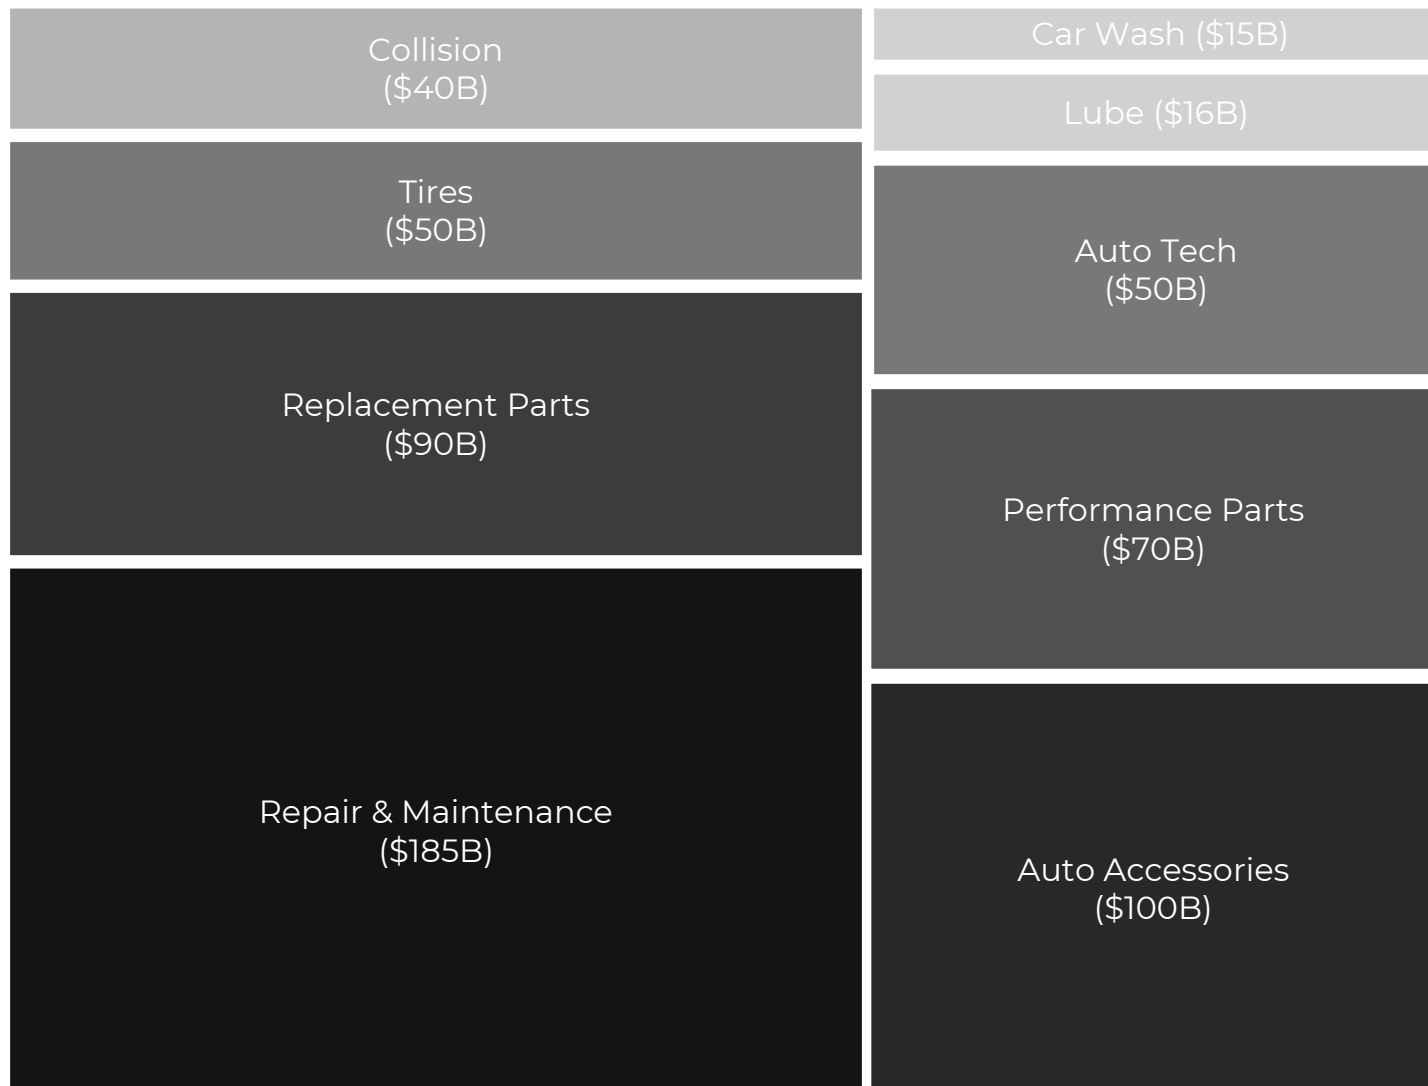 Collision
($40B)
Tires
($50B)
Replacement Parts
($90B)
Repair & Maintenance
($185B)
Car Wash ($15B)
Lube ($16B)
Auto Tech
($50B)
Performance Parts
($70B)
Auto Accessories
($100B)